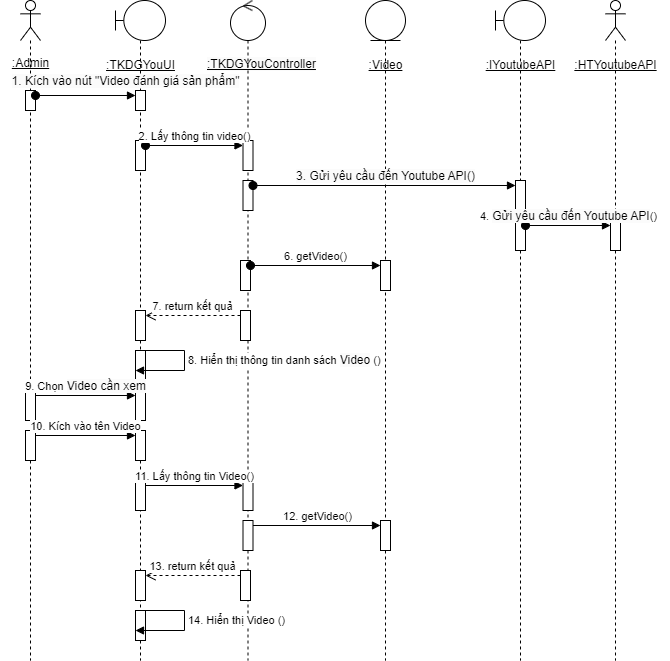 :Admin
:TKDGYouUI
:TKDGYouController
:Video
:IYoutubeAPI
:HTYoutubeAPI
1. Kích vào nút "Video đánh giá sản phẩm"
2. Lấy thông tin video()
3. Gửi yêu cầu đến Youtube API()
4. Gửi yêu cầu đến Youtube API()
6. getVideo()
7. return kết quả
8. Hiển thị thông tin danh sách Video ()
9. Chọn Video cần xem
10. Kích vào tên Video
11. Lấy thông tin Video()
12. getVideo()
13. return kết quả
14. Hiển thị Video ()